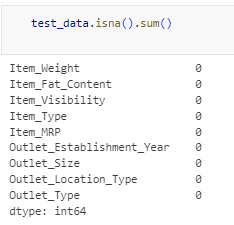 test_data.isna().sum()
Item_Weight 0
Item_Fat_Content 0
Item_Visibility 0
Item_Type 0
Item_MRP 0
Outlet_Establishment_Year 0
Outlet_Size 0
Outlet_Location_Type 0
Outlet_Type 0
dtype: int64